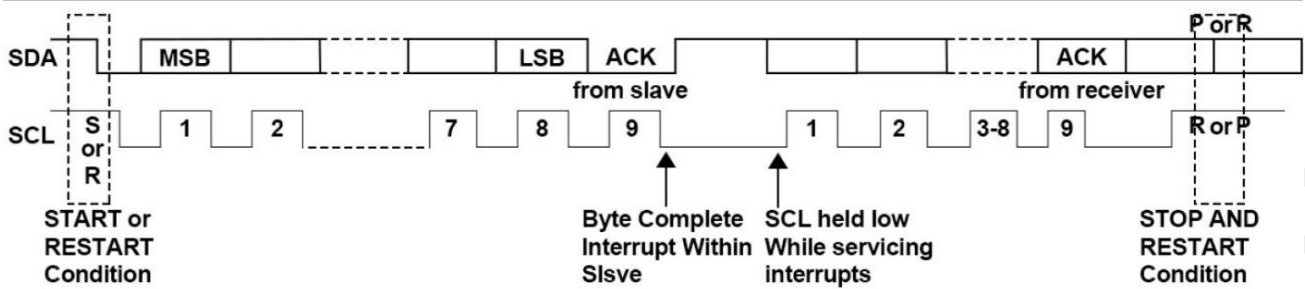 P or R
SDA MSB LSB ACK ACK
from slave from receiver
SCL S or R 1 2 7 8 9 1 2 3-8 9 R or P
START or
RESTART
Condition
Byte Complete
Interrupt Within
Slsve
SCL held low
While servicing
interrupts
STOP AND
RESTART
Condition